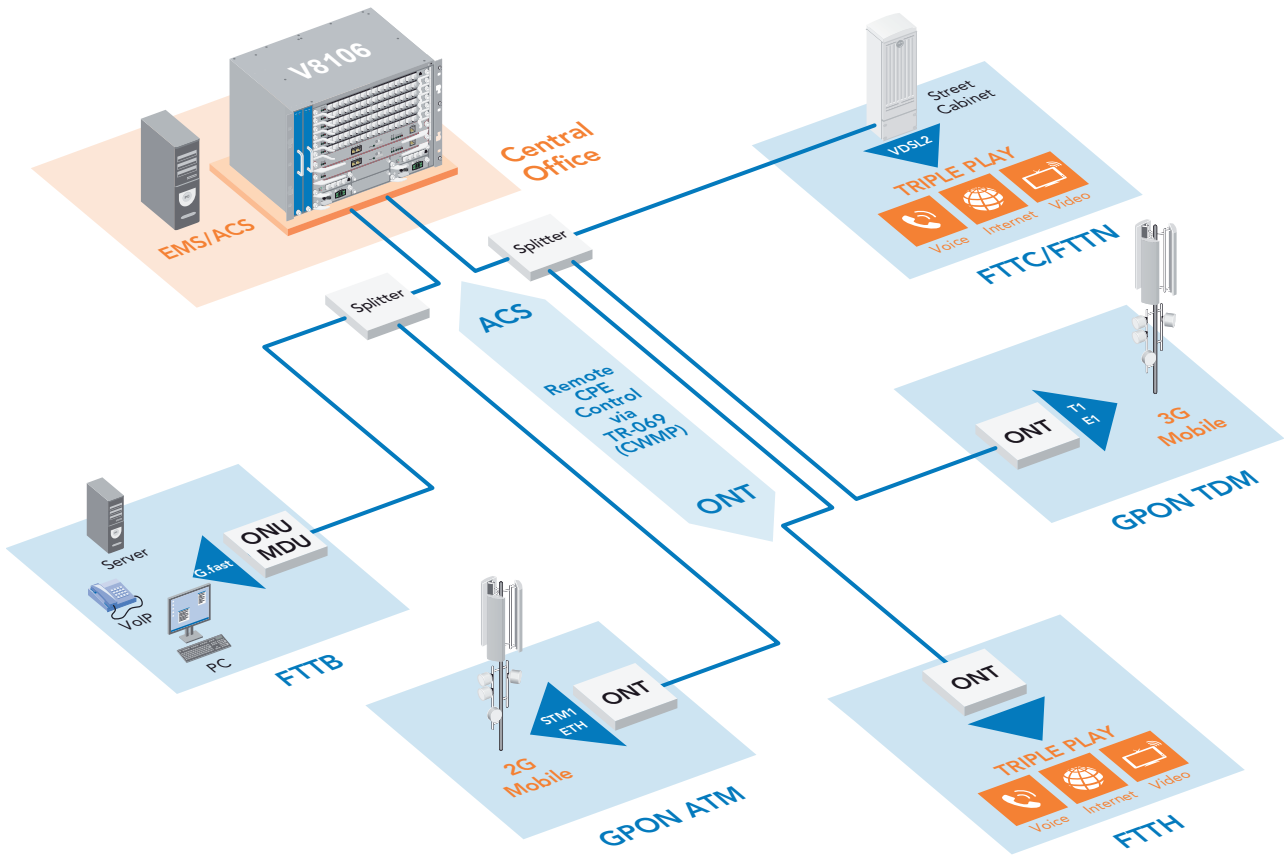 V8106
EMS/ACS
Central
Office
Splitter
Splitter
Street
Cabinet
VDSL2
TRIPLE PLAY
Voice
Internet
Video
FTTC/FTTN
ACS
Remote
CPE
Control
via
TR-069
(CWMP)
ONT
ONT
T1
E1
3G
Mobile
GPON TDM
Server
VoIP
PC
G.fast
ONU
MDU
FTTB
2G
Mobile
STM1
ETH
ONT
GPON ATM
ONT
TRIPLE PLAY
Voice
Internet
Video
FTTH